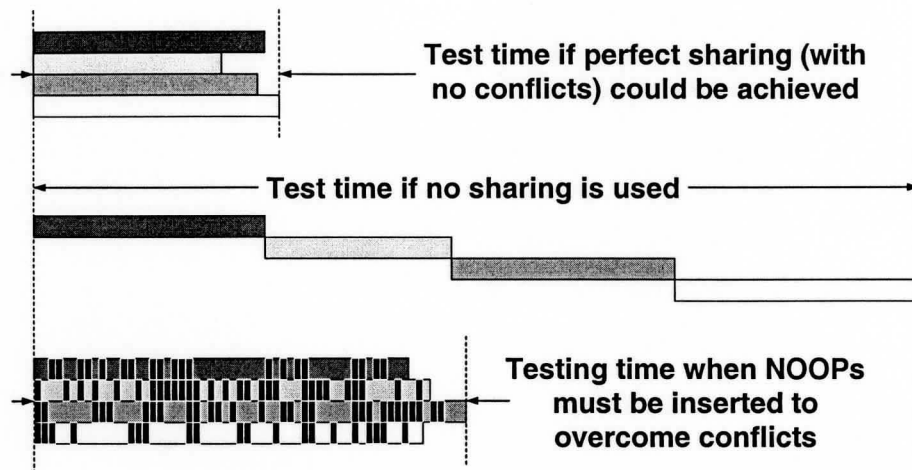 Test time if perfect sharing (with
no conflicts) could be achieved
Test time if no sharing is used
Testing time when NOOPs
must be inserted to
overcome conflicts